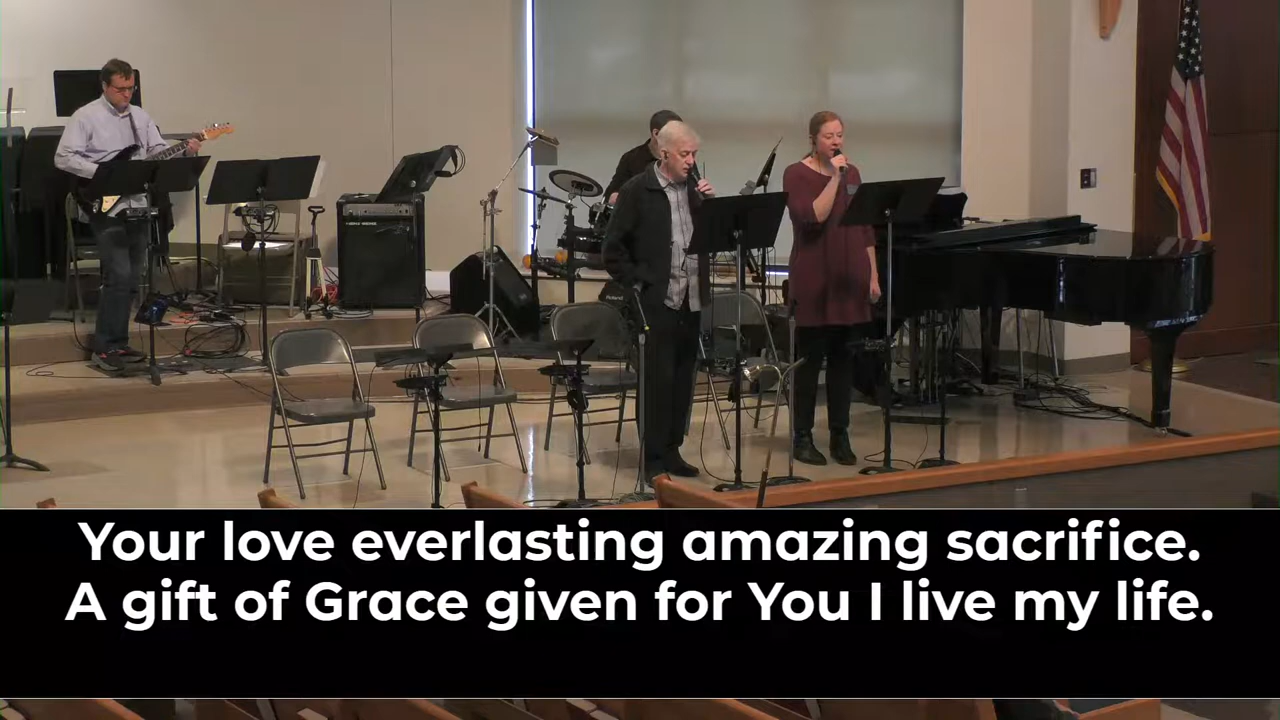 Your love everlasting amazing sacrifice.
A gift of Grace given for You I live my life.